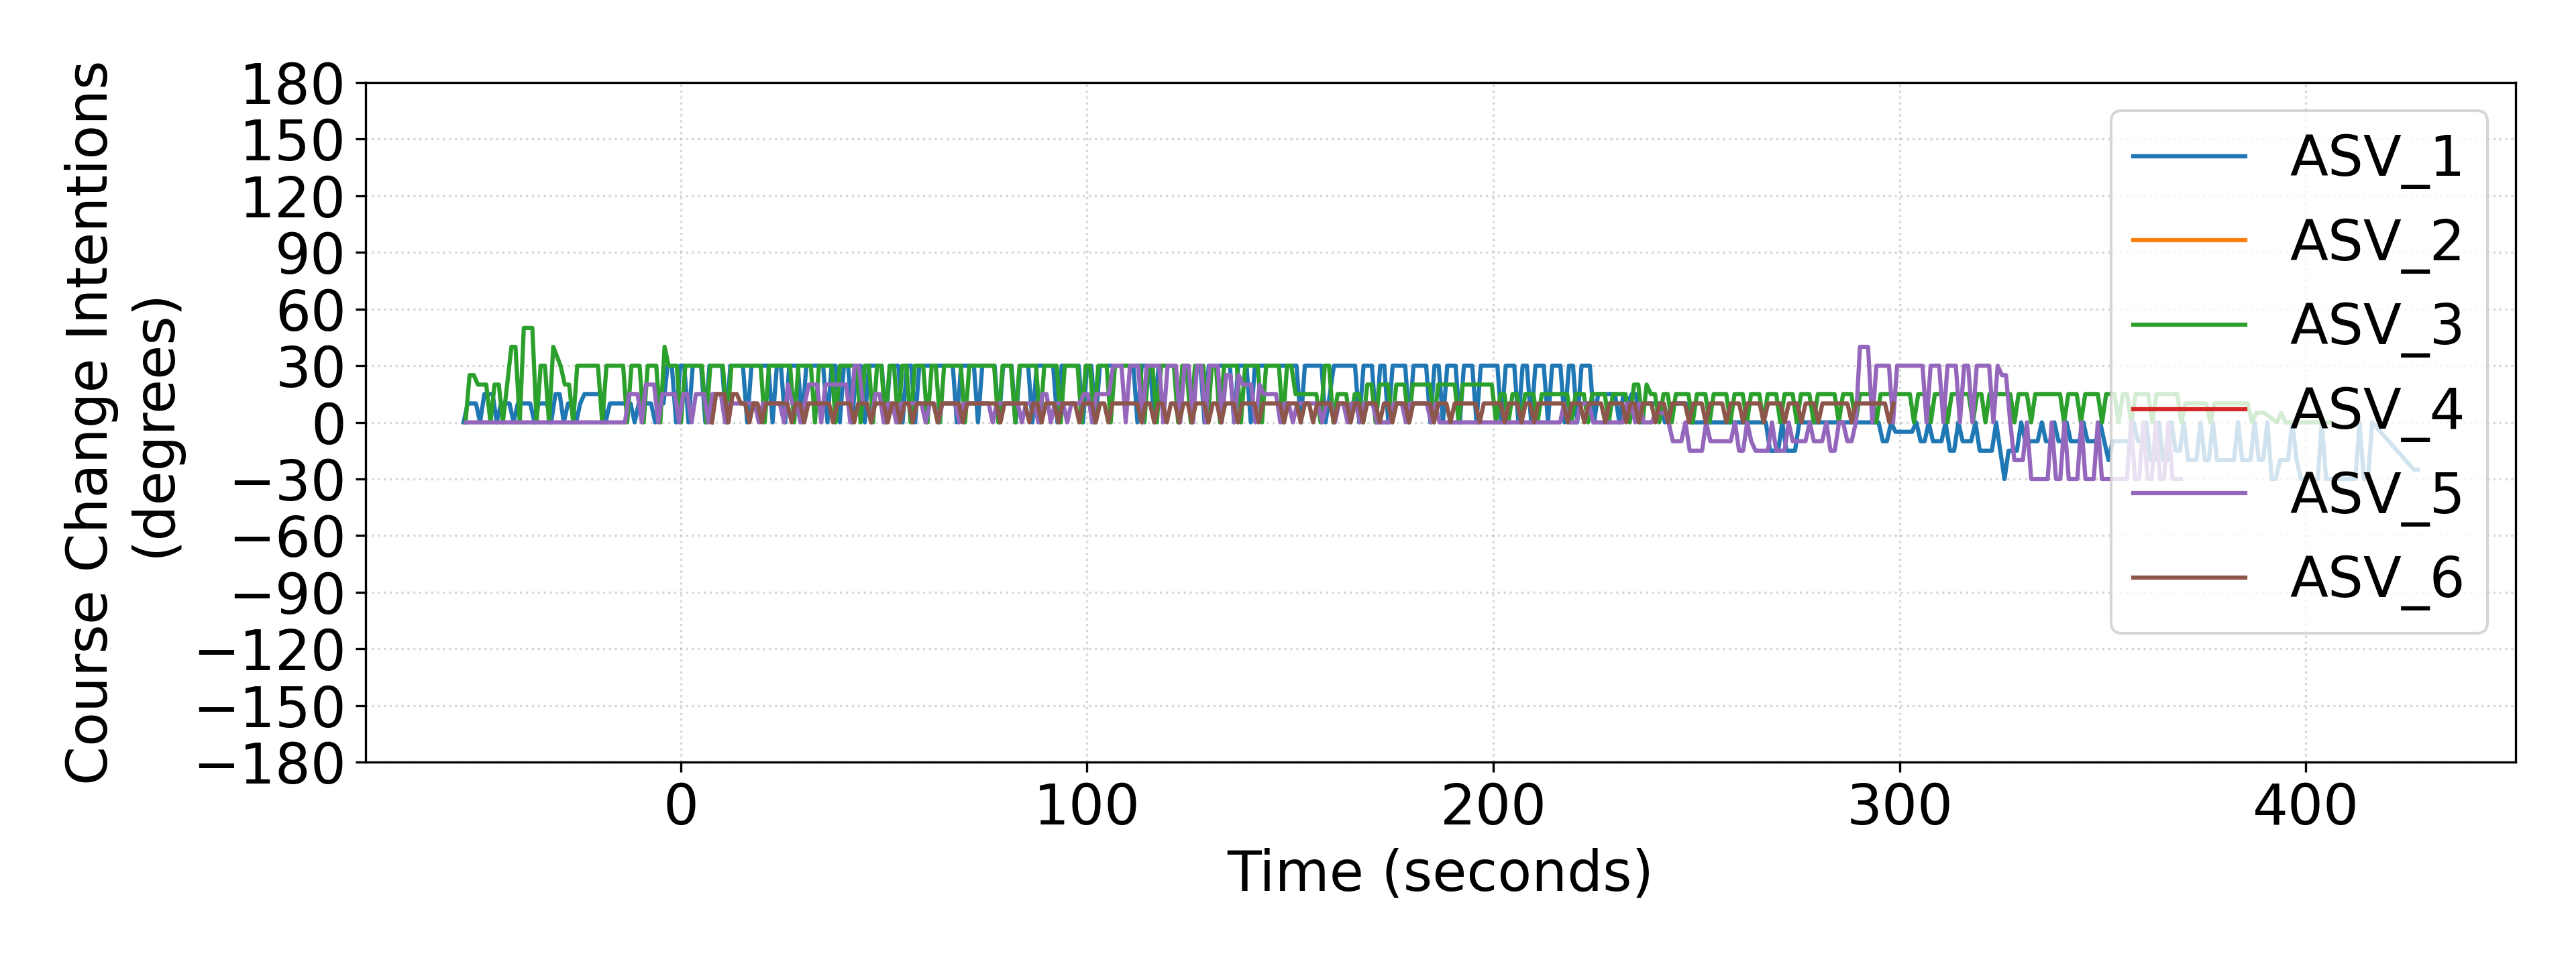 Course Change Intentions
(degrees)
180
150
120
90
60
30
0
−30
−60
−90
−120
−150
−180
0 100 200 300 400
Time (seconds)
ASV_1
ASV_2
ASV_3
ASV_4
ASV_5
ASV_6